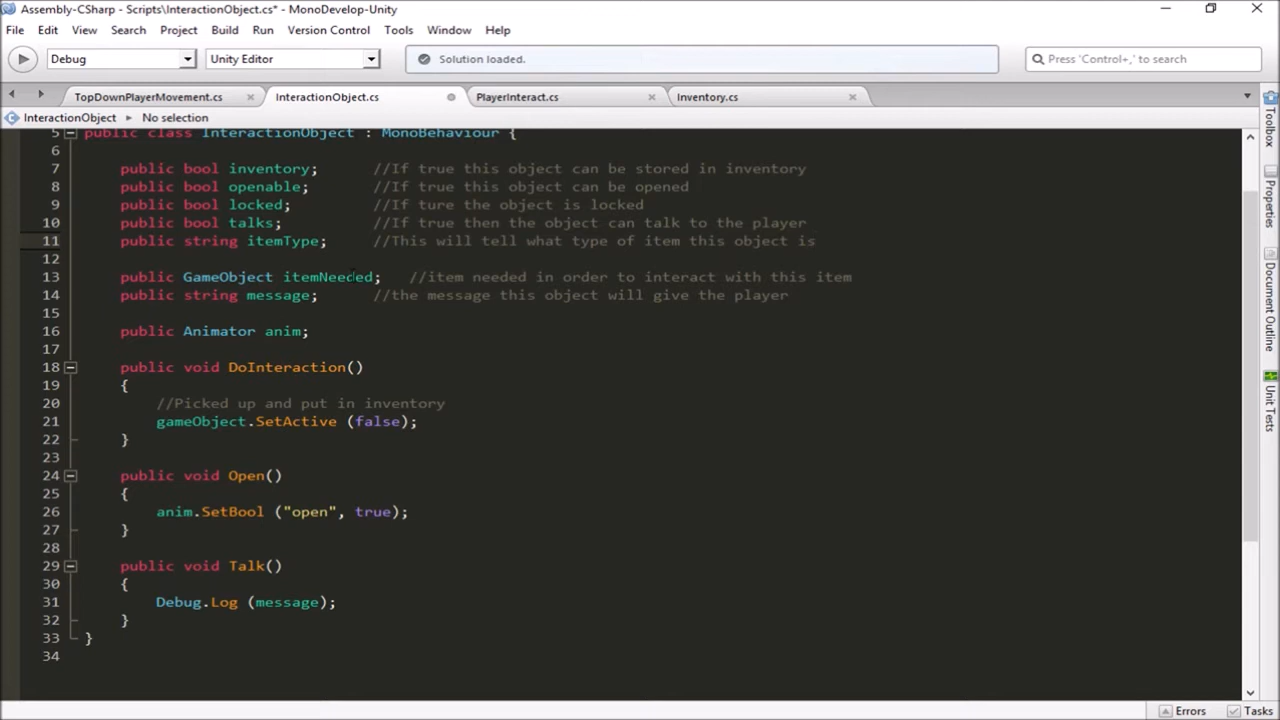 Assembly-CSharp - Scripts\InteractionObject.cs* - MonoDevelop-Unity
File Edit View Search Project Build Run Version Control Tools Window Help
Debug Unity Editor Solution loaded. Press 'Control+,' to search
TopDownPlayerMovement.cs InteractionObject.cs PlayerInteract.cs Inventory.cs
InteractionObject No selection
5 public class InteractionObject : MonoBehaviour {
6
7 public bool inventory; //If true this object can be stored in inventory
8 public bool openable; //If true this object can be opened
9 public bool locked; //If ture the object is locked
10 public bool talks; //If true then the object can talk to the player
11 public string itemType; //This will tell what type of item this object is
12
13 public GameObject itemNeeded; //item needed in order to interact with this item
14 public string message; //the message this object will give the player
15
16 public Animator anim;
17
18 public void DoInteraction()
19 {
20 //Picked up and put in inventory
21 gameObject.SetActive (false);
22 }
23
24 public void Open()
25 {
26 anim.SetBool ("open", true);
27 }
28
29 public void Talk()
30 {
31 Debug.Log (message);
32 }
33 }
34
Toolbox
Properties
Document Outline
Unit Tests
Errors Tasks